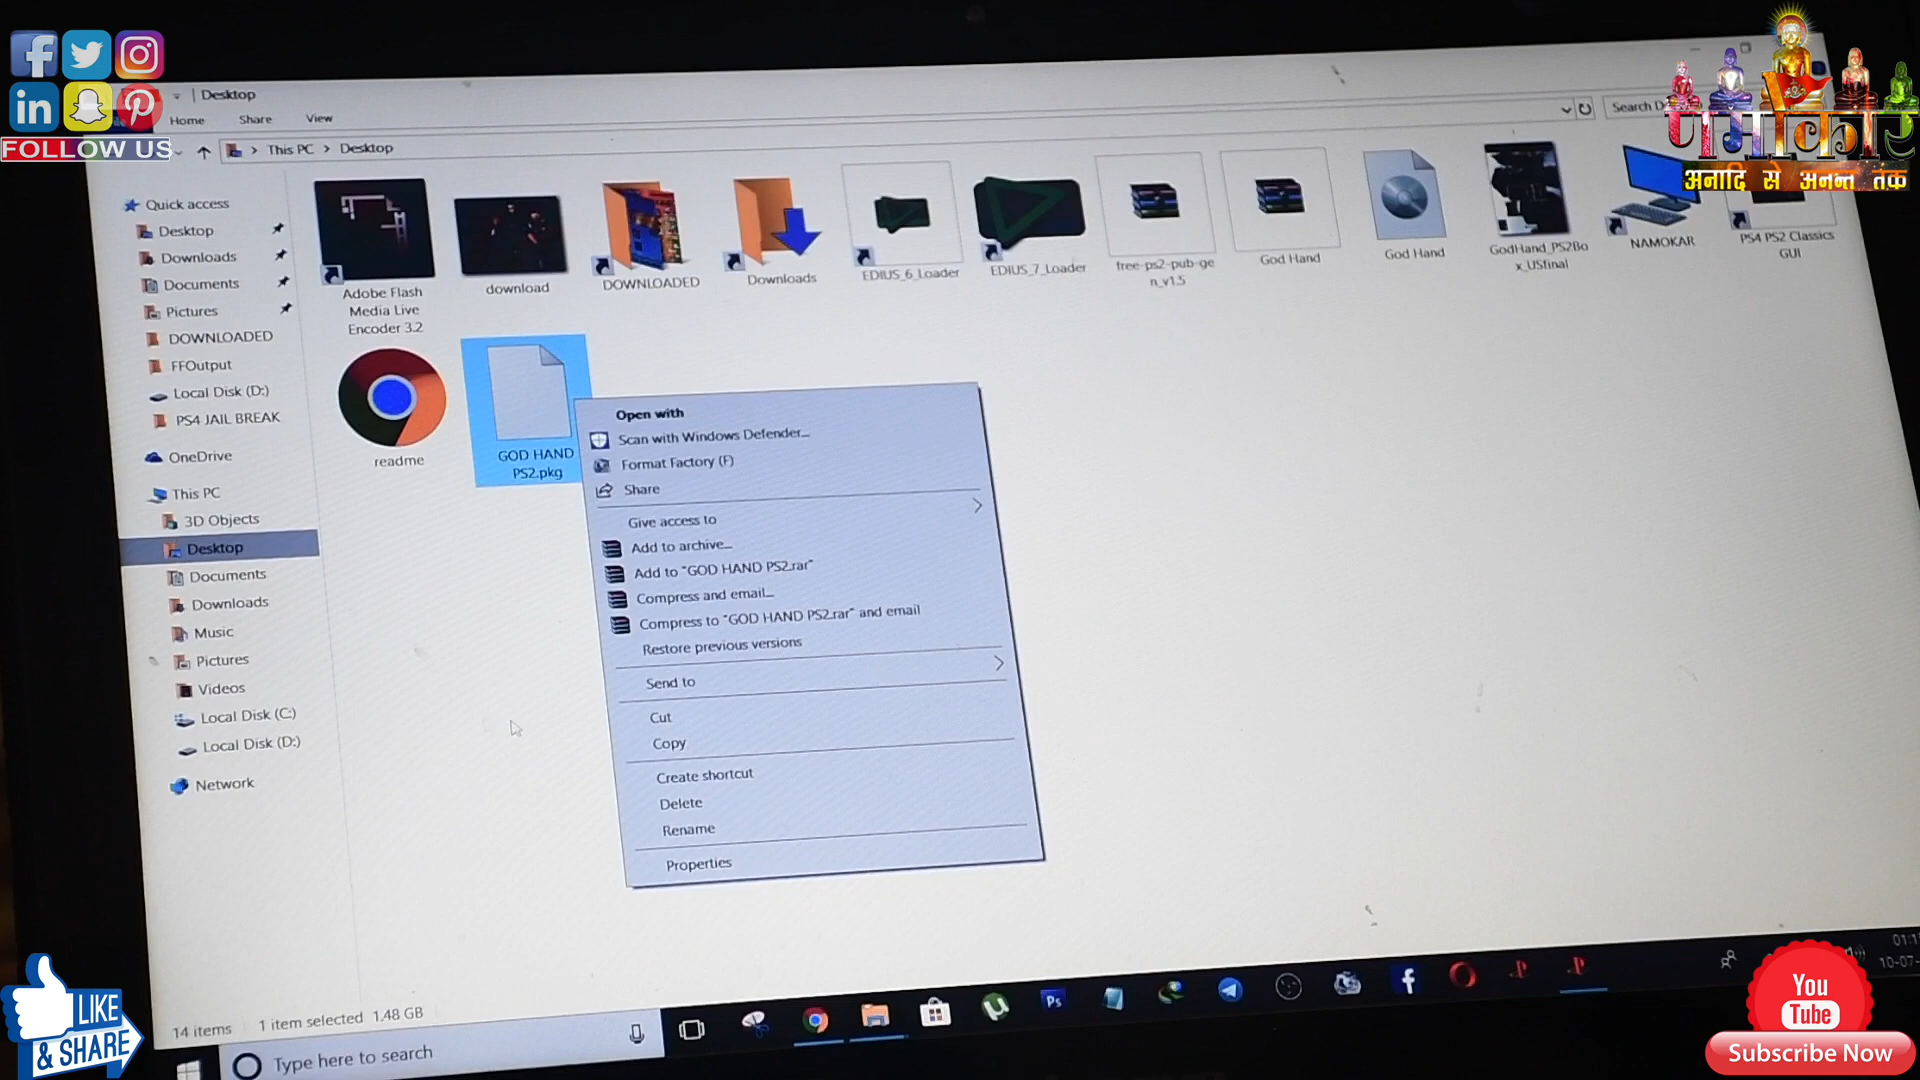 Desktop
Home Share View
FOLLOW US
This PC > Desktop
Search D
णमोकार
अनादि से अनन्त तक
Quick access
Desktop
Downloads
Documents
Pictures
DOWNLOADED
FFOutput
Local Disk (D:)
PS4 JAIL BREAK
OneDrive
This PC
3D Objects
Desktop
Documents
Downloads
Music
Pictures
Videos
Local Disk (C:)
Local Disk (D:)
Network
Adobe Flash
Media Live
Encoder 3.2
download
DOWNLOADED
Downloads
EDIUS_6_Loader
EDIUS_7_Loader
free-ps2-pub-ge
n_v1.5
God Hand
God Hand
GodHand_PS2Bo
x_USfinal
NAMOKAR
PS4 PS2 Classics
GUI
readme
GOD HAND
PS2.pkg
Open with
Scan with Windows Defender...
Format Factory (F)
Share
Give access to
Add to archive...
Add to "GOD HAND PS2.rar"
Compress and email...
Compress to "GOD HAND PS2.rar" and email
Restore previous versions
Send to
Cut
Copy
Create shortcut
Delete
Rename
Properties
14 items 1 item selected 1.48 GB
Type here to search
Ps
01:1
10-07-
LIKE
& SHARE
You
Tube
Subscribe Now